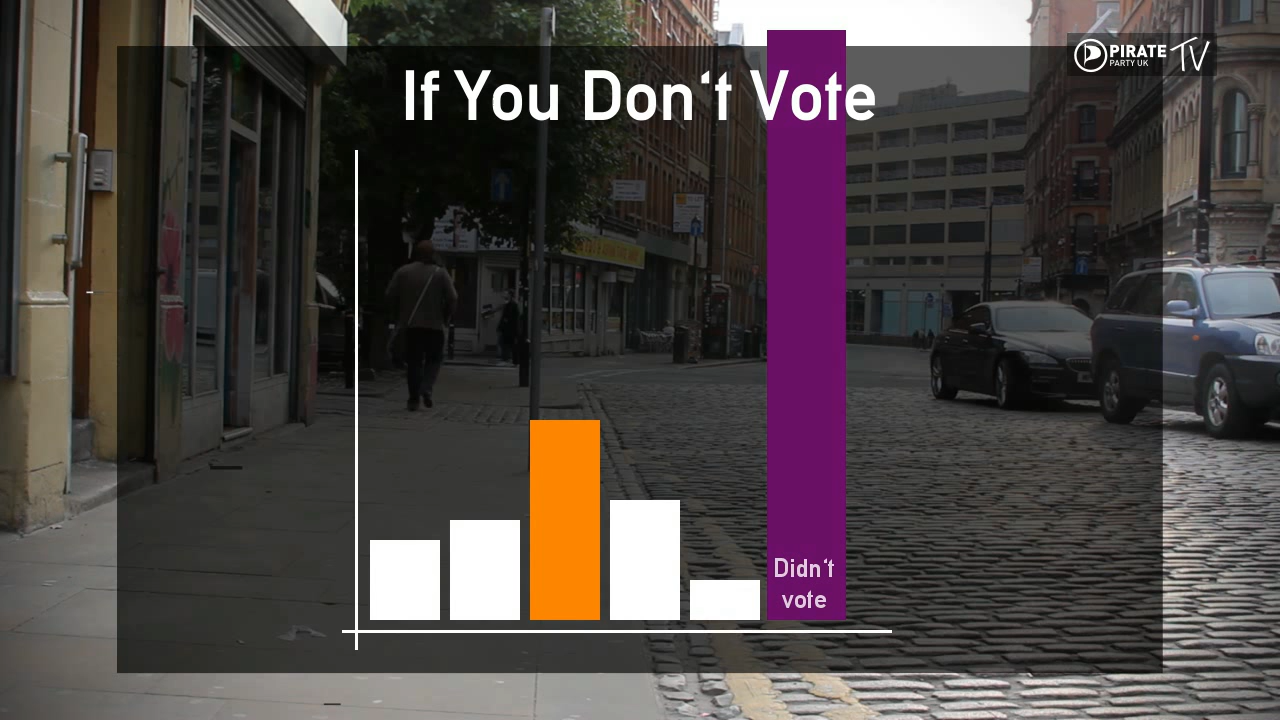 PIRATE TV
PARTY UK
If You Don't Vote
Didn't
vote